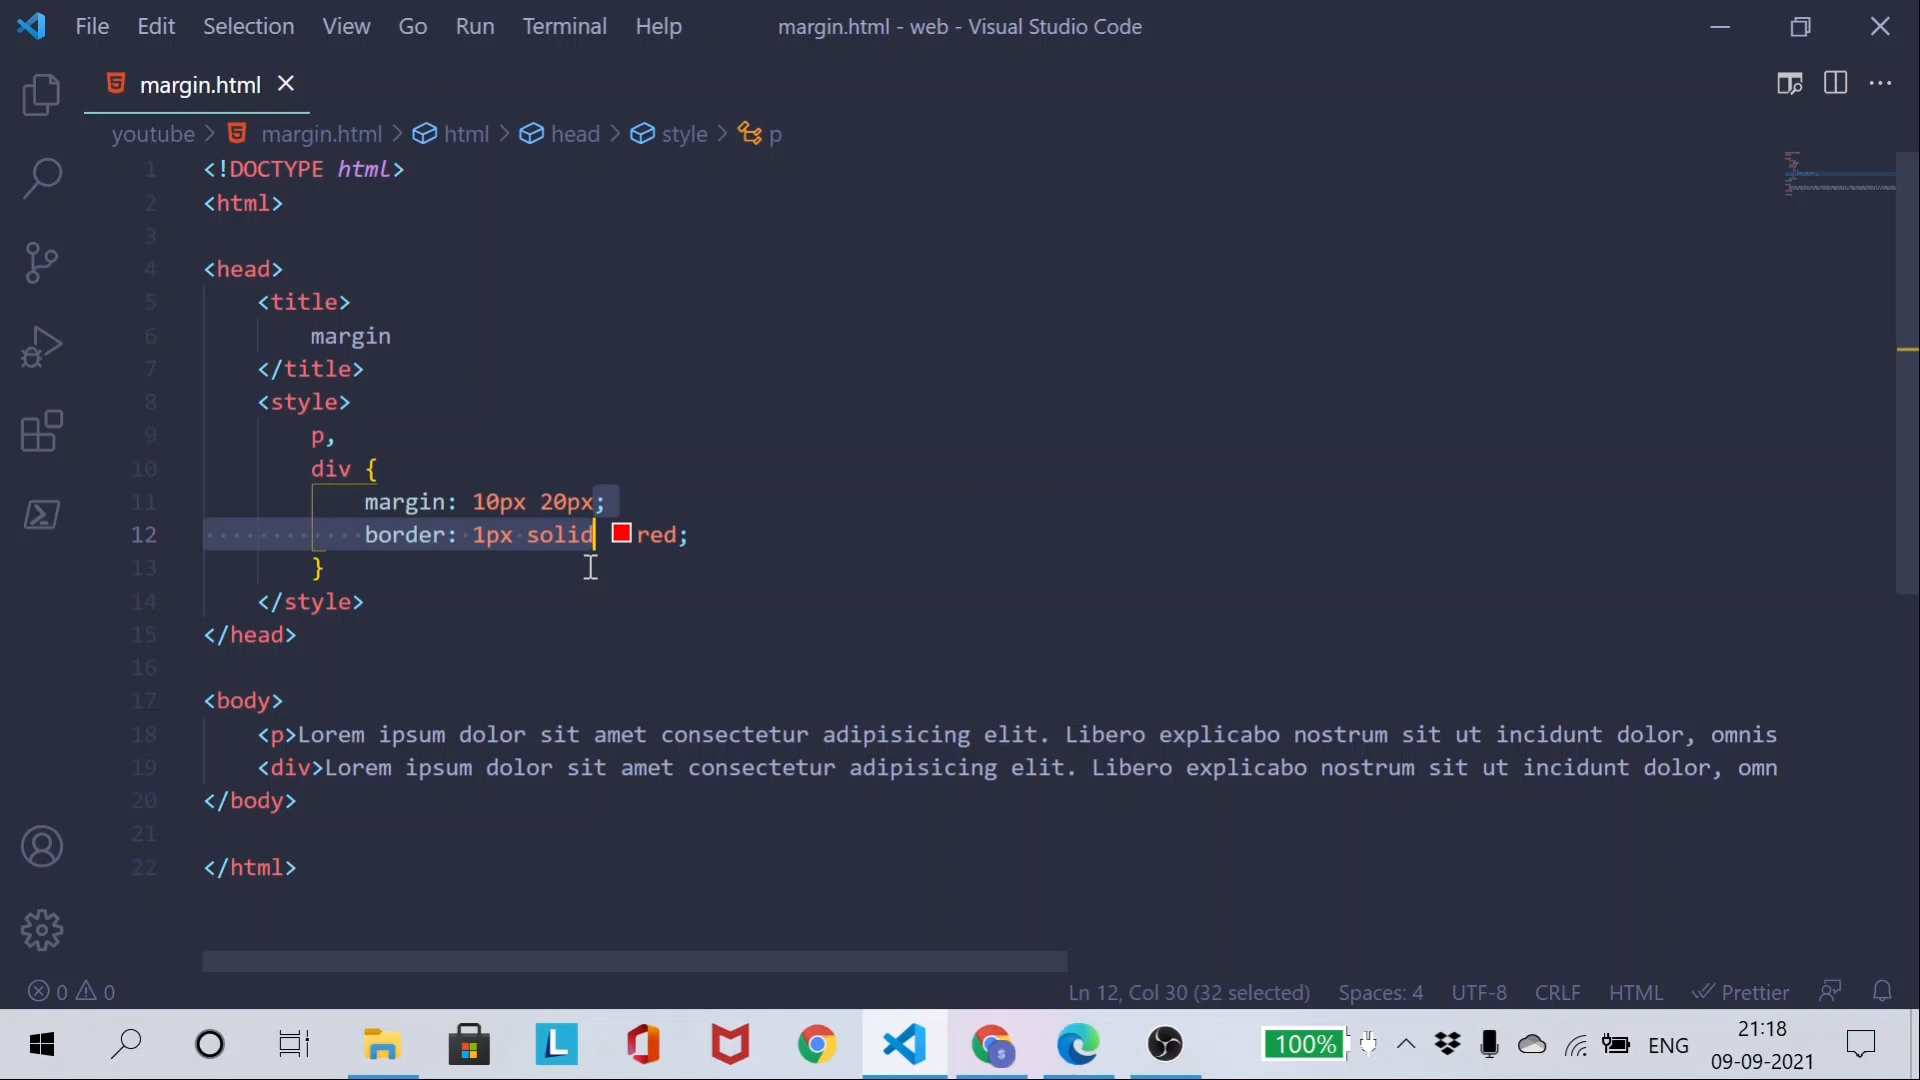 File Edit Selection View Go Run Terminal Help margin.html - web - Visual Studio Code
margin.html
youtube > margin.html > html > head > style > p
1 <!DOCTYPE html>
2 <html>
3
4 <head>
5 <title>
6 margin
7 </title>
8 <style>
9 p,
10 div {
11 margin: 10px 20px;
12 border: 1px solid red;
13 }
14 </style>
15 </head>
16
17 <body>
18 <p>Lorem ipsum dolor sit amet consectetur adipisicing elit. Libero explicabo nostrum sit ut incidunt dolor, omnis
19 <div>Lorem ipsum dolor sit amet consectetur adipisicing elit. Libero explicabo nostrum sit ut incidunt dolor, omn
20 </body>
21
22 </html>
0 0 Ln 12, Col 30 (32 selected) Spaces: 4 UTF-8 CRLF HTML Prettier
L S 100% ENG 21:18
09-09-2021